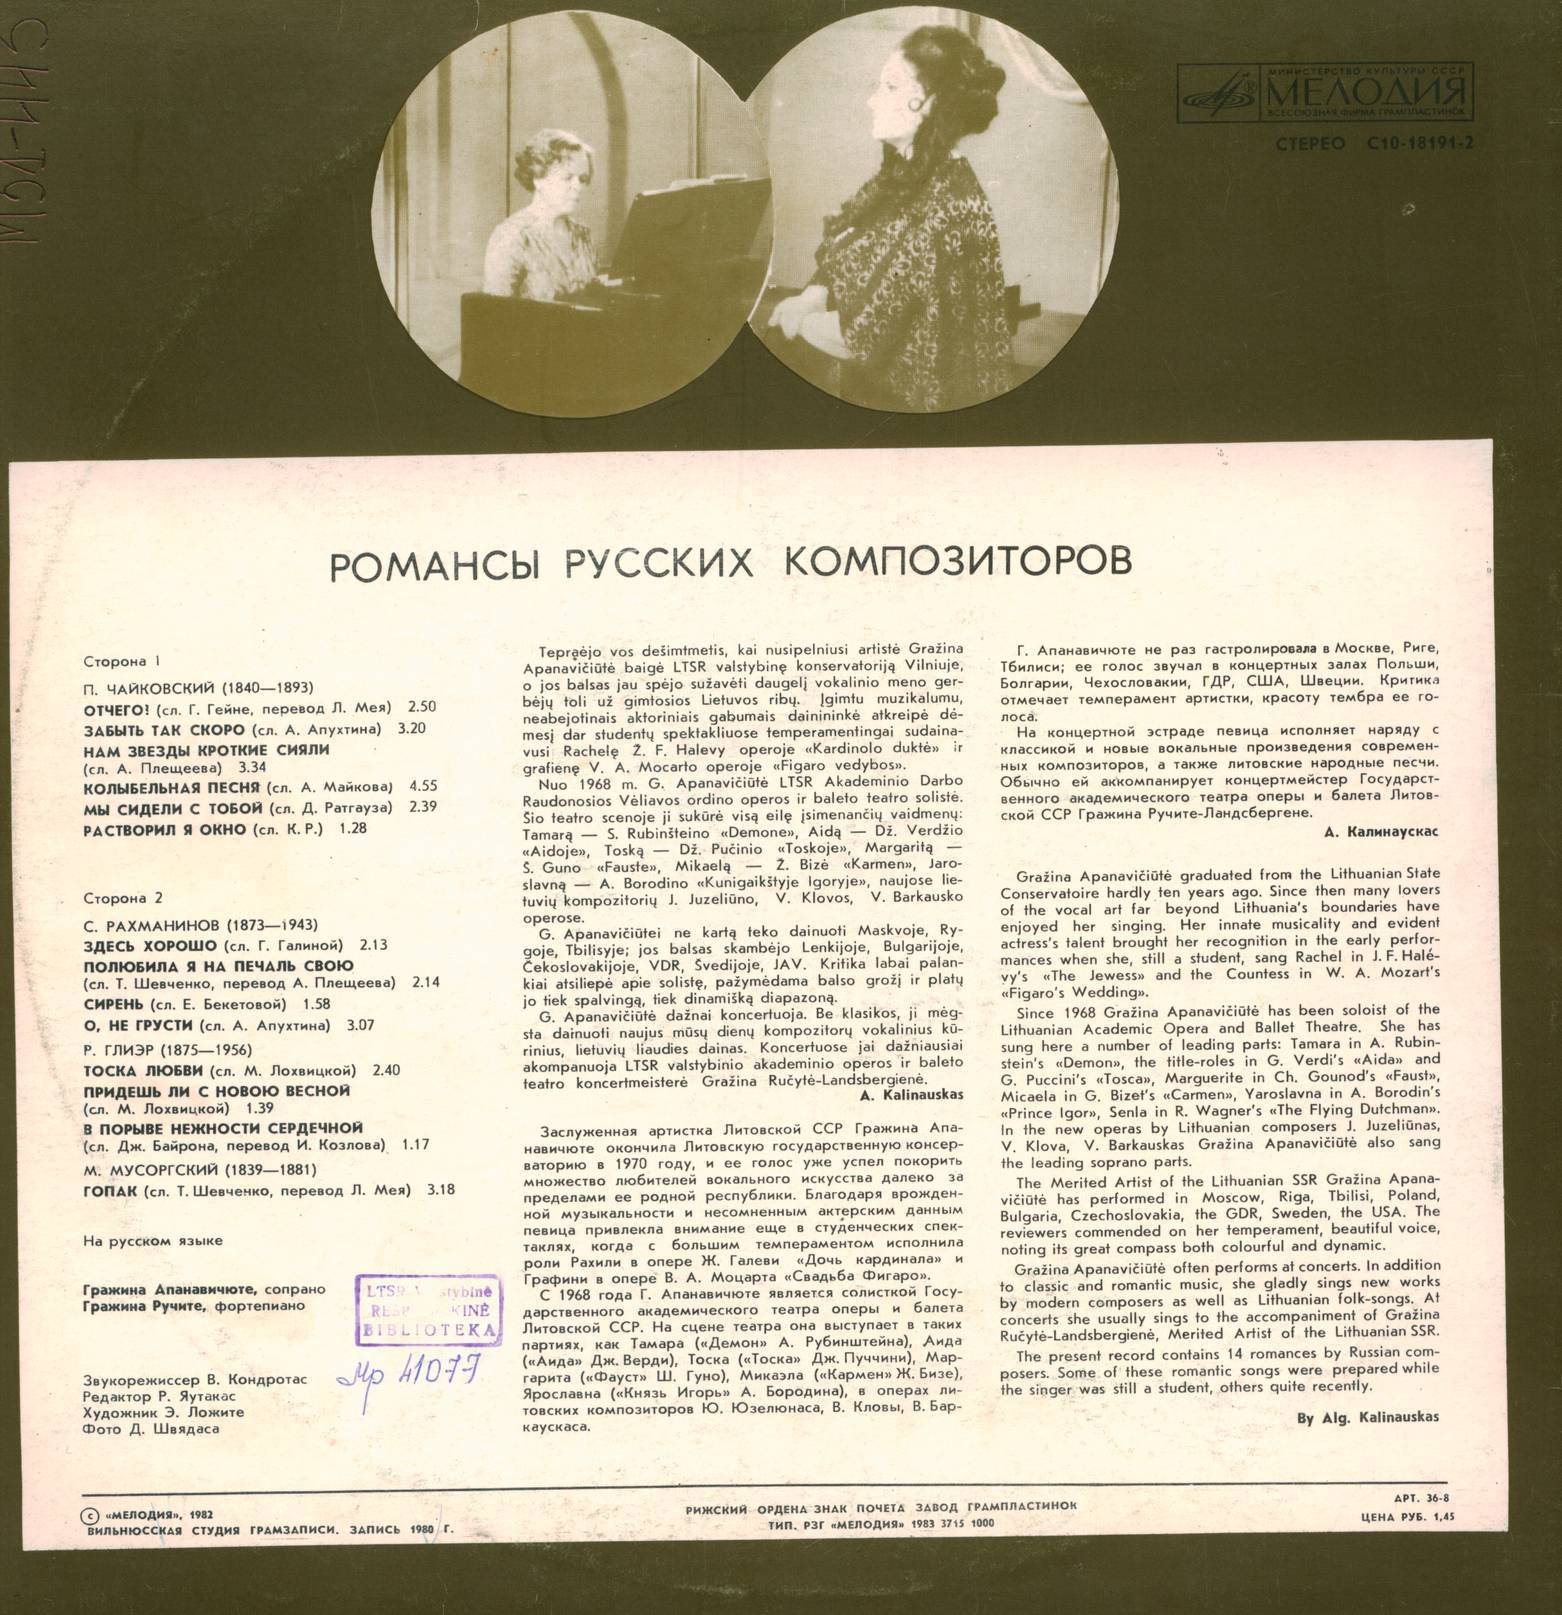 МИНИСТЕРСТВО КУЛЬТУРЫ СССР
МЕЛОДИЯ
ВСЕСОЮЗНАЯ ФИРМА ГРАМПЛАСТИНОК
СТЕРЕО С10-18191-2
РОМАНСЫ РУССКИХ КОМПОЗИТОРОВ
Сторона 1
П. ЧАЙКОВСКИЙ (1840—1893)
ОТЧЕГО! (сл. Г. Гейне, перевод Л. Мея) 2.50
ЗАБЫТЬ ТАК СКОРО (сл. А. Апухтина) 3.20
НАМ ЗВЕЗДЫ КРОТКИЕ СИЯЛИ
(сл. А. Плещеева) 3.34
КОЛЫБЕЛЬНАЯ ПЕСНЯ (сл. А. Майкова) 4.55
МЫ СИДЕЛИ С ТОБОЙ (сл. Д. Ратгауза) 2.39
РАСТВОРИЛ Я ОКНО (сл. К. Р.) 1.28
Сторона 2
С. РАХМАНИНОВ (1873—1943)
ЗДЕСЬ ХОРОШО (сл. Г. Галиной) 2.13
ПОЛЮБИЛА Я НА ПЕЧАЛЬ СВОЮ
(сл. Т. Шевченко, перевод А. Плещеева) 2.14
СИРЕНЬ (сл. Е. Бекетовой) 1.58
О, НЕ ГРУСТИ (сл. А. Апухтина) 3.07
Р. ГЛИЭР (1875—1956)
ТОСКА ЛЮБВИ (сл. М. Лохвицкой) 2.40
ПРИДЕШЬ ЛИ С НОВОЮ ВЕСНОЙ
(сл. М. Лохвицкой) 1.39
В ПОРЫВЕ НЕЖНОСТИ СЕРДЕЧНОЙ
(сл. Дж. Байрона, перевод И. Козлова) 1.17
М. МУСОРГСКИЙ (1839—1881)
ГОПАК (сл. Т. Шевченко, перевод Л. Мея) 3.18
На русском языке
Гражина Апанавичюте, сопрано
Гражина Ручите, фортепиано
LTSR
BIBLIOTEKA
Мр 41077
Звукорежиссер В. Кондротас
Редактор Р. Яутакас
Художник Э. Ложите
Фото Д. Швядаса
Tepraėjo vos dešimtmetis, kai nusipelniusi artistė Gražina
Apanavičiūtė baigė LTSR valstybinę konservatoriją Vilniuje,
o jos balsas jau spėjo sužavėti daugelį vokalinio meno ger-
bėjų toli už gimtosios Lietuvos ribų. Įgimtu muzikalumu,
neabejotinais aktoriniais gabumais dainininkė atkreipė dė-
mesį dar studentų spektakliuose temperamentingai sudaina-
vusi Rachelę Ž. F. Halevy operoje «Kardinolo duktė» ir
grafienę V. A. Mocarto operoje «Figaro vedybos».
Nuo 1968 m. G. Apanavičiūtė LTSR Akademinio Darbo
Raudonosios Vėliavos ordino operos ir baleto teatro solistė.
Šio teatro scenoje ji sukūrė visą eilę įsimenančių vaidmenų:
Tamarą — S. Rubinšteino «Demone», Aidą — Dž. Verdžio
«Aidoje», Toską — Dž. Pučinio «Toskoje», Margaritą —
Š. Guno «Fauste», Mikaelą — Ž. Bizė «Karmen», Jaro-
slavną — A. Borodino «Kunigaikštyje Igoryje», naujose lie-
tuvių kompozitorių J. Juzeliūno, V. Klovos, V. Barkausko
operose.
G. Apanavičiūtei ne kartą teko dainuoti Maskvoje, Ry-
goje, Tbilisyje; jos balsas skambėjo Lenkijoje, Bulgarijoje,
Čekoslovakijoje, VDR, Švedijoje, JAV. Kritika labai palan-
kiai atsiliepė apie solistę, pažymėdama balso grožį ir platų
jo tiek spalvingą, tiek dinamišką diapazoną.
G. Apanavičiūtė dažnai koncertuoja. Be klasikos, ji mėg-
sta dainuoti naujus mūsų dienų kompozitorų vokalinius kū-
rinius, lietuvių liaudies dainas. Koncertuose jai dažniausiai
akompanuoja LTSR valstybinio akademinio operos ir baleto
teatro koncertmeisterė Gražina Ručytė-Landsbergienė.
A. Kalinauskas
Заслуженная артистка Литовской ССР Гражина Апа-
навичюте окончила Литовскую государственную консер-
ваторию в 1970 году, и ее голос уже успел покорить
множество любителей вокального искусства далеко за
пределами ее родной республики. Благодаря врожден-
ной музыкальности и несомненным актерским данным
певица привлекла внимание еще в студенческих спек-
таклях, когда с большим темпераментом исполнила
роли Рахили в опере Ж. Галеви «Дочь кардинала» и
Графини в опере В. А. Моцарта «Свадьба Фигаро».
С 1968 года Г. Апанавичюте является солисткой Госу-
дарственного академического театра оперы и балета
Литовской ССР. На сцене театра она выступает в таких
партиях, как Тамара («Демон» А. Рубинштейна), Аида
(«Аида» Дж. Верди), Тоска («Тоска» Дж. Пуччини), Мар-
гарита («Фауст» Ш. Гуно), Микаэла («Кармен» Ж. Бизе),
Ярославна («Князь Игорь» А. Бородина), в операх ли-
товских композиторов Ю. Юзелюнаса, В. Кловы, В. Бар-
каускаса.
Г. Апанавичюте не раз гастролировала в Москве, Риге,
Тбилиси; ее голос звучал в концертных залах Польши,
Болгарии, Чехословакии, ГДР, США, Швеции. Критика
отмечает темперамент артистки, красоту тембра ее го-
лоса.
На концертной эстраде певица исполняет наряду с
классикой и новые вокальные произведения современ-
ных композиторов, а также литовские народные песни.
Обычно ей аккомпанирует концертмейстер Государст-
венного академического театра оперы и балета Литов-
ской ССР Гражина Ручите-Ландсбергене.
А. Калинаускас
Gražina Apanavičiūtė graduated from the Lithuanian State
Conservatoire hardly ten years ago. Since then many lovers
of the vocal art far beyond Lithuania's boundaries have
enjoyed her singing. Her innate musicality and evident
actress's talent brought her recognition in the early perfor-
mances when she, still a student, sang Rachel in J. F. Halé-
vy's «The Jewess» and the Countess in W. A. Mozart's
«Figaro's Wedding».
Since 1968 Gražina Apanavičiūtė has been soloist of the
Lithuanian Academic Opera and Ballet Theatre. She has
sung here a number of leading parts: Tamara in A. Rubin-
stein's «Demon», the title-roles in G. Verdi's «Aida» and
G. Puccini's «Tosca», Marguerite in Ch. Gounod's «Faust»,
Micaela in G. Bizet's «Carmen», Yaroslavna in A. Borodin's
«Prince Igor», Senla in R. Wagner's «The Flying Dutchman».
In the new operas by Lithuanian composers J. Juzeliūnas,
V. Klova, V. Barkauskas Gražina Apanavičiūtė also sang
the leading soprano parts.
The Merited Artist of the Lithuanian SSR Gražina Apana-
vičiūtė has performed in Moscow, Riga, Tbilisi, Poland,
Bulgaria, Czechoslovakia, the GDR, Sweden, the USA. The
reviewers commended on her temperament, beautiful voice,
noting its great compass both colourful and dynamic.
Gražina Apanavičiūtė often performs at concerts. In addition
to classic and romantic music, she gladly sings new works
by modern composers as well as Lithuanian folk-songs. At
concerts she usually sings to the accompaniment of Gražina
Ručytė-Landsbergienė, Merited Artist of the Lithuanian SSR.
The present record contains 14 romances by Russian com-
posers. Some of these romantic songs were prepared while
the singer was still a student, others quite recently.
By Alg. Kalinauskas
© «МЕЛОДИЯ», 1982
ВИЛЬНЮССКАЯ СТУДИЯ ГРАМЗАПИСИ. ЗАПИСЬ 1980 Г.
РИЖСКИЙ ОРДЕНА ЗНАК ПОЧЕТА ЗАВОД ГРАМПЛАСТИНОК
ТИП. РЗГ «МЕЛОДИЯ» 1983 3715 1000
АРТ. 36-8
ЦЕНА РУБ. 1,45